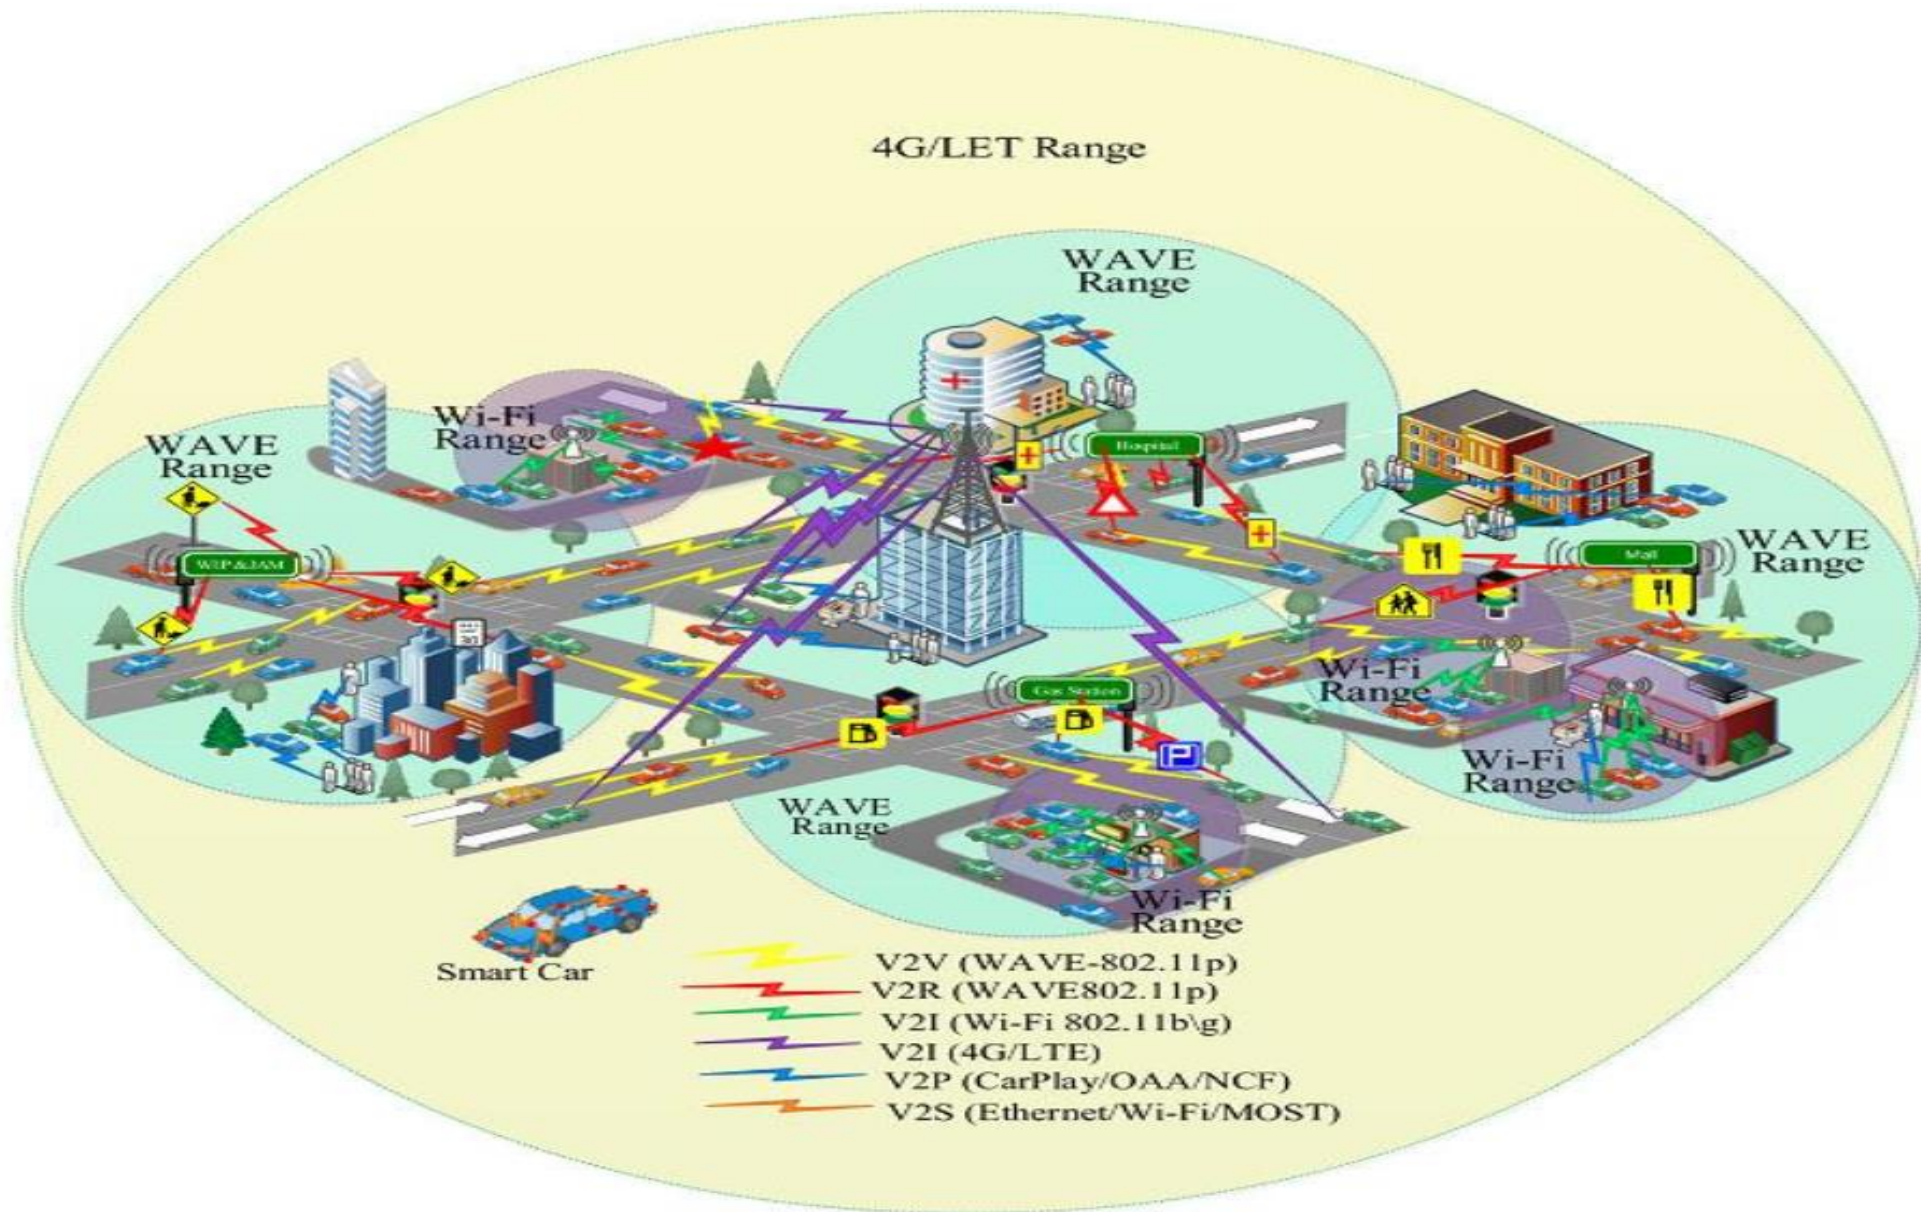 4G/LET Range
WAVE
Range
Wi-Fi
Range
WAVE
Range
Hospital
WIP&JAM
Mall
WAVE
Range
Wi-Fi
Range
Gas Station
P
Wi-Fi
Range
WAVE
Range
Wi-Fi
Range
Smart Car
V2V (WAVE-802.11p)
V2R (WAVE802.11p)
V2I (Wi-Fi 802.11b\g)
V2I (4G/LTE)
V2P (CarPlay/OAA/NCF)
V2S (Ethernet/Wi-Fi/MOST)